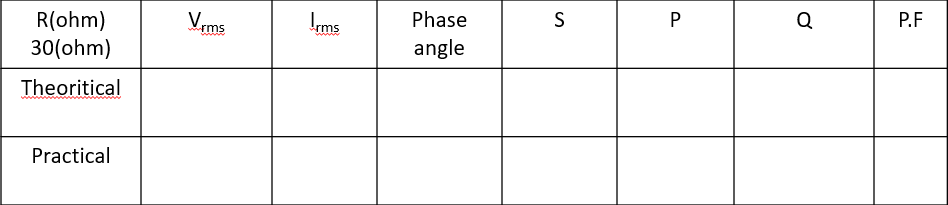 R(ohm)
30(ohm)
Vrms
Irms
Phase
angle
S
P
Q
P.F
Theoritical
Practical